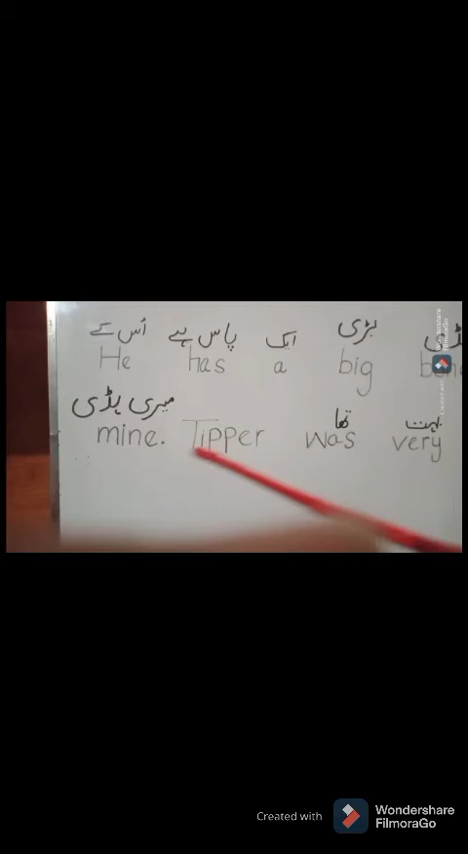 اُس کے پاس ہے ایک بڑی
He has a big
میری ہڈی تھا بہت
mine. Tipper was very
Created with Wondershare FilmoraGo